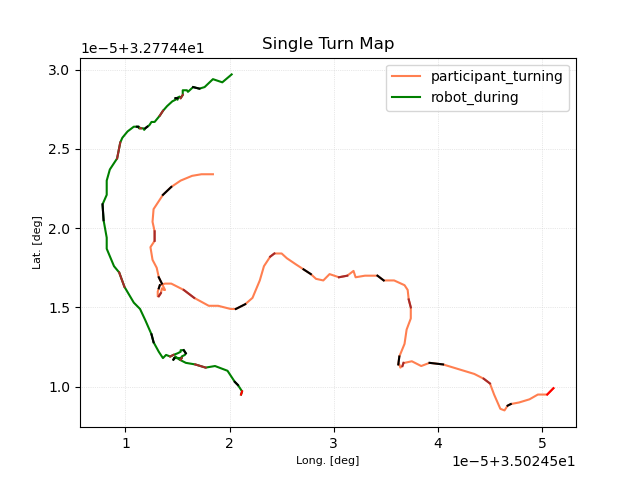 Single Turn Map
1e-5+3.27744e1
participant_turning
robot_during
3.0
2.5
2.0
1.5
1.0
Lat. [deg]
1 2 3 4 5
Long. [deg]
1e-5+3.50245e1